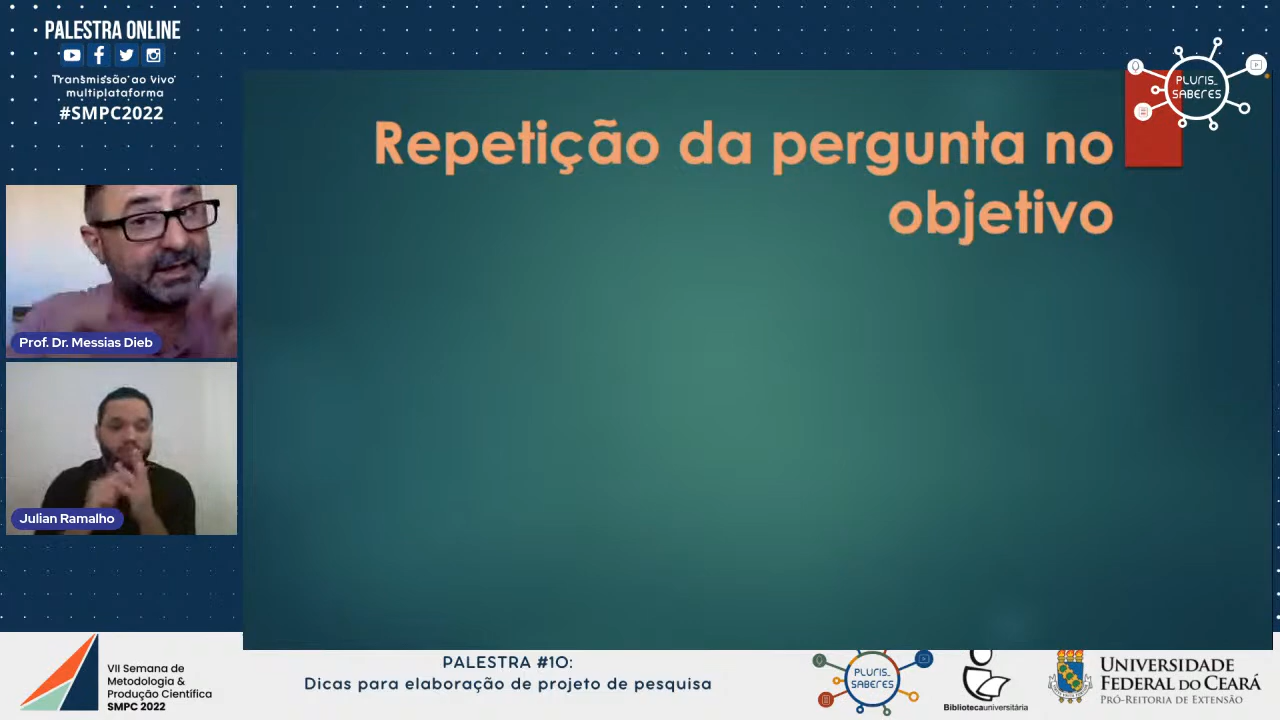 PALESTRA ONLINE
Transmissão ao vivo
multiplataforma
#SMPC2022
PLURIS_
SABERES
Repetição da pergunta no
objetivo
Prof. Dr. Messias Dieb
Julian Ramalho
VII Semana de
Metodologia &
Produção Científica
SMPC 2022
PALESTRA #10:
Dicas para elaboração de projeto de pesquisa
PLURIS_
SABERES
Bibliotecauniversitária
UNIVERSIDADE
FEDERAL DO CEARÁ
PRÓ-REITORIA DE EXTENSÃO